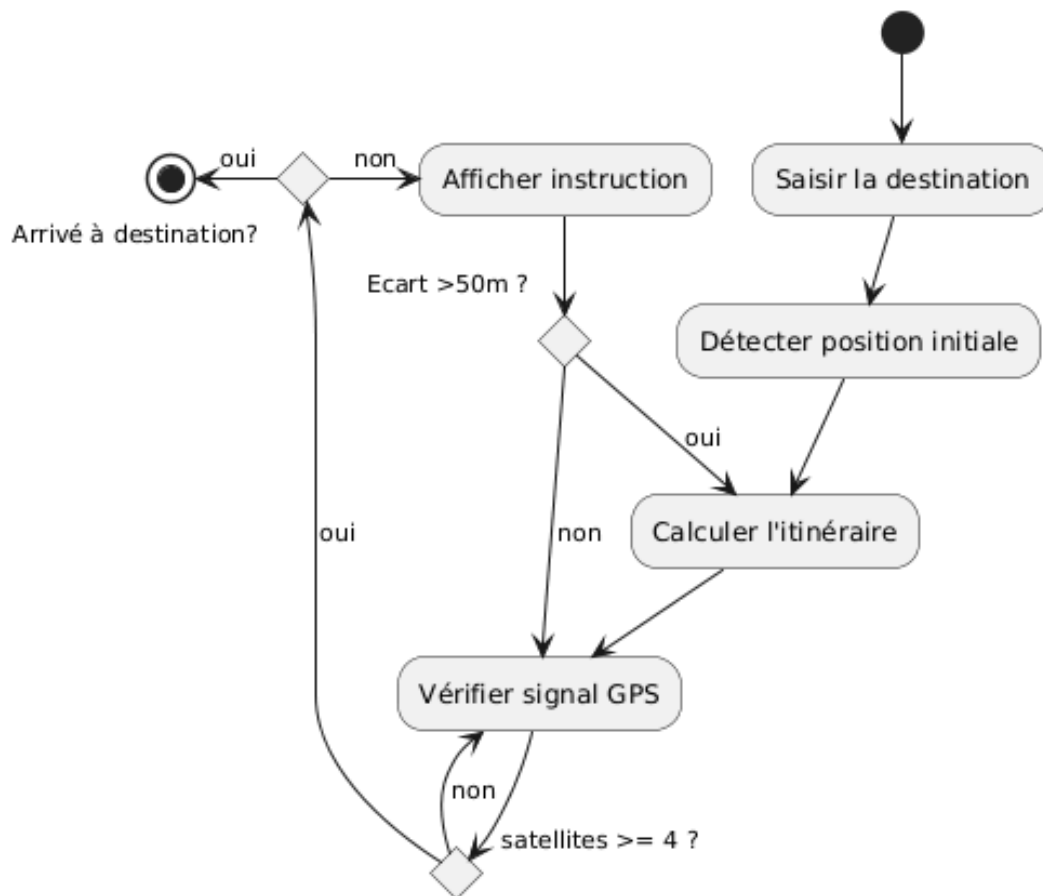 oui
non
Afficher instruction
Saisir la destination
Arrivé à destination?
Ecart >50m ?
Détecter position initiale
oui
Calculer l'itinéraire
oui
non
Vérifier signal GPS
non
satellites >= 4 ?